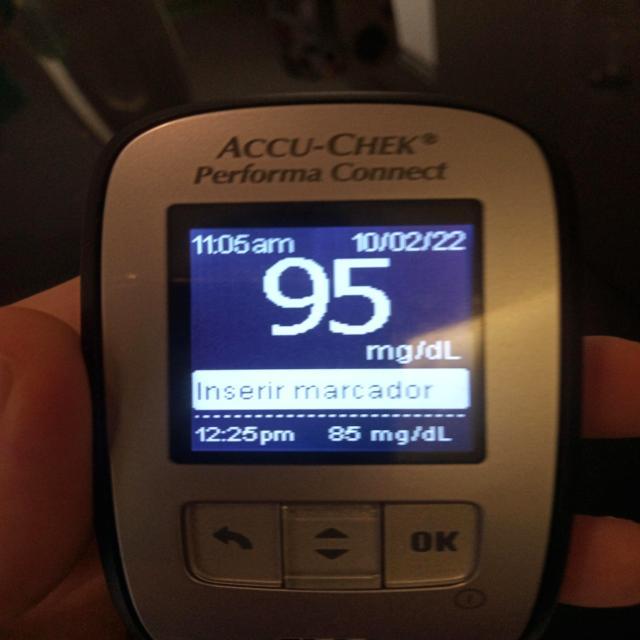 ACCU-CHEK®
Performa Connect
11:05am 10/02/22
95
mg/dL
Inserir marcador
12:25pm 85 mg/dL
OK